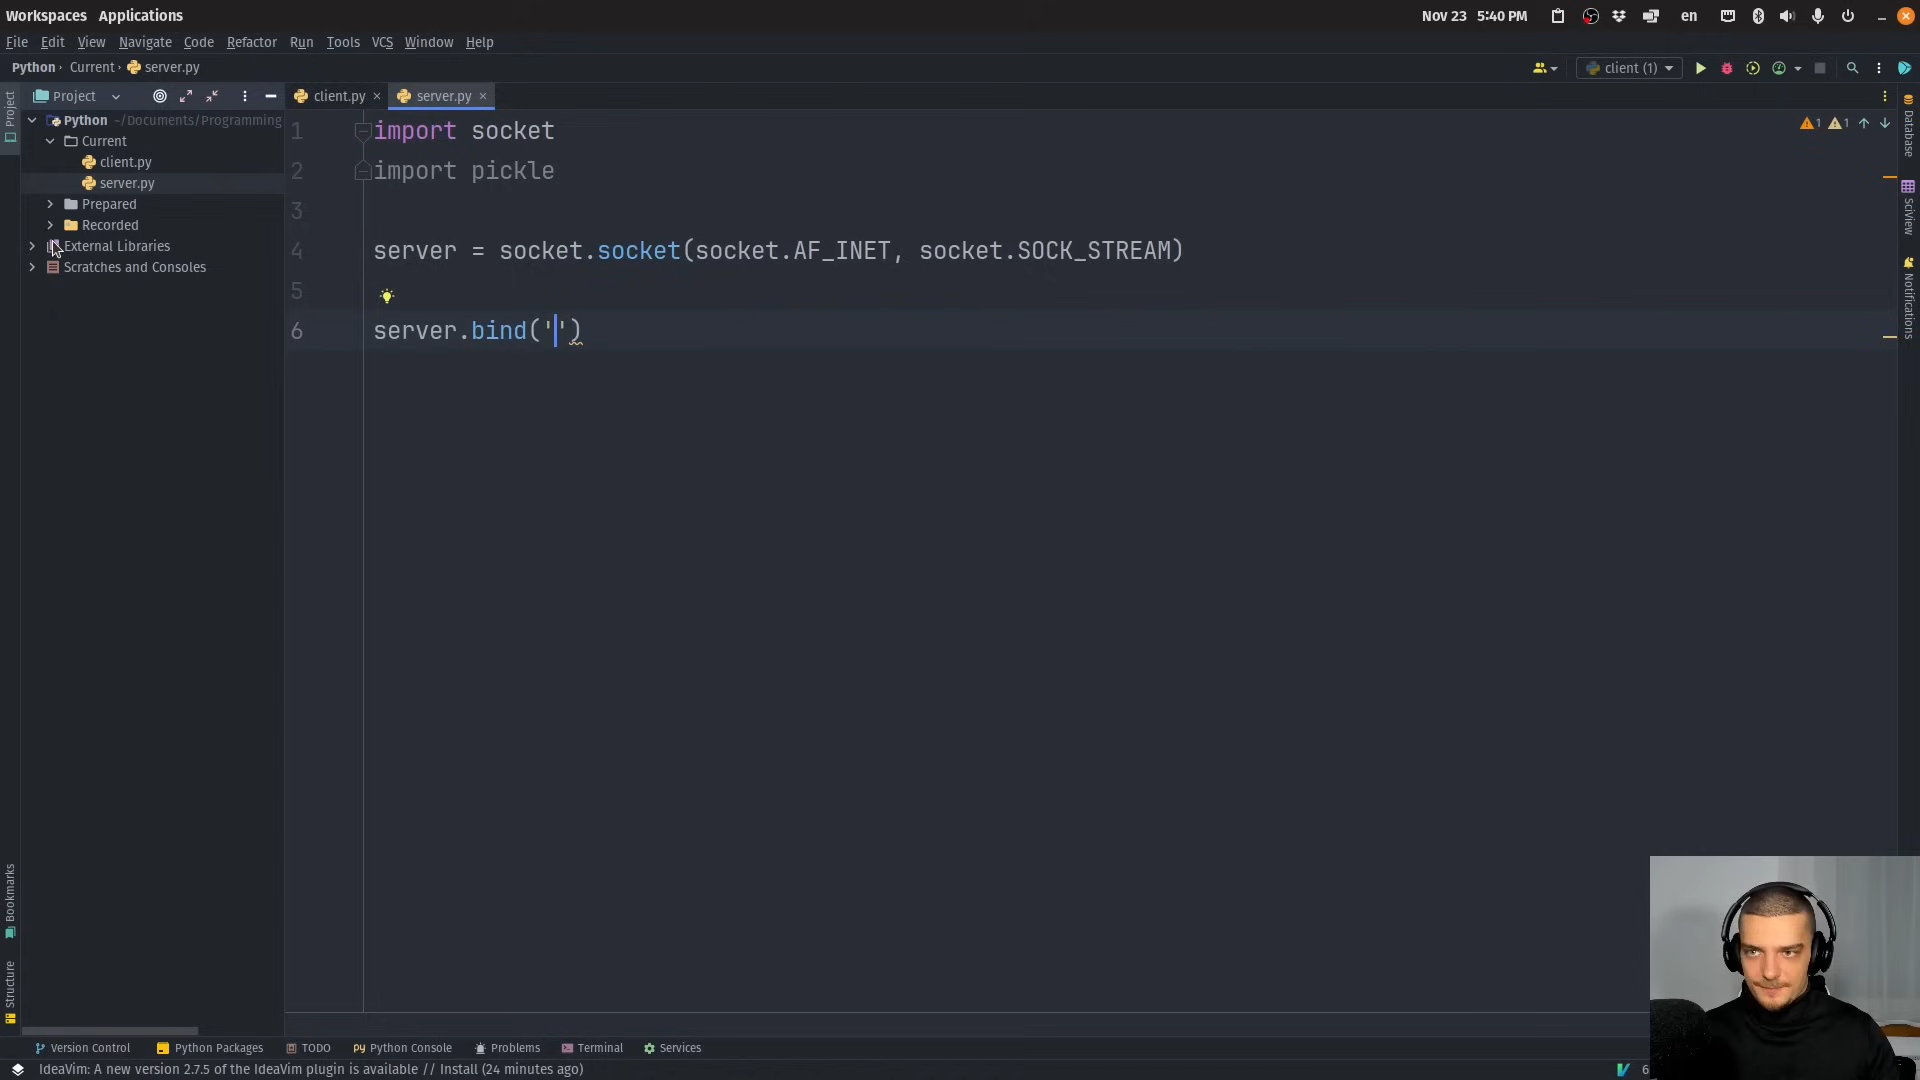 Workspaces Applications Nov 23 5:40 PM en
File Edit View Navigate Code Refactor Run Tools VCS Window Help
Python › Current › server.py client (1)
Project client.py server.py
Python ~/Documents/Programming
Current
client.py
server.py
Prepared
Recorded
External Libraries
Scratches and Consoles
1 import socket
2 import pickle
3
4 server = socket.socket(socket.AF_INET, socket.SOCK_STREAM)
5
6 server.bind('')
1 1
Project
Bookmarks
Structure
Database
SciView
Notifications
Version Control Python Packages TODO Python Console Problems Terminal Services
IdeaVim: A new version 2.7.5 of the IdeaVim plugin is available // Install (24 minutes ago)